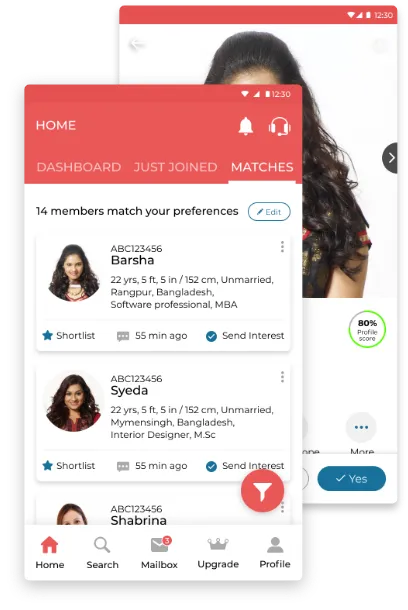 12:30
12:30
HOME
DASHBOARD JUST JOINED MATCHES
14 members match your preferences Edit
ABC123456
Barsha
22 yrs, 5 ft, 5 in / 152 cm, Unmarried,
Rangpur, Bangladesh,
Software professional, MBA
Shortlist 55 min ago Send Interest
80%
Profile
score
ABC123456
Syeda
22 yrs, 5 ft, 5 in / 152 cm, Unmarried,
Mymensingh, Bangladesh,
Interior Designer, M.Sc
Shortlist 55 min ago Send Interest
More
Yes
ABC123456
Shabrina
3
Home Search Mailbox Upgrade Profile